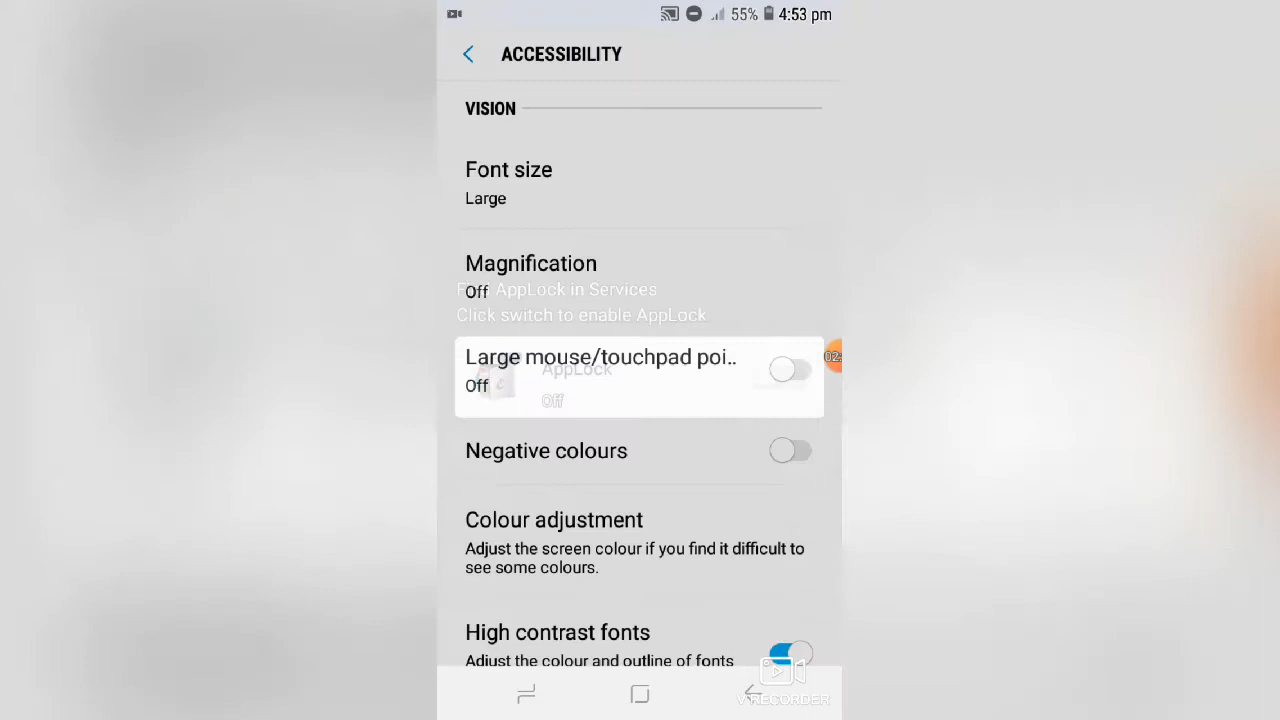 55% 4:53 pm
ACCESSIBILITY
VISION
Font size
Large
Magnification
Off
AppLock in Services
Click switch to enable AppLock
Large mouse/touchpad poi..
AppLock
Off
Off
Negative colours
Colour adjustment
Adjust the screen colour if you find it difficult to
see some colours.
High contrast fonts
Adjust the colour and outline of fonts
V RECORDER